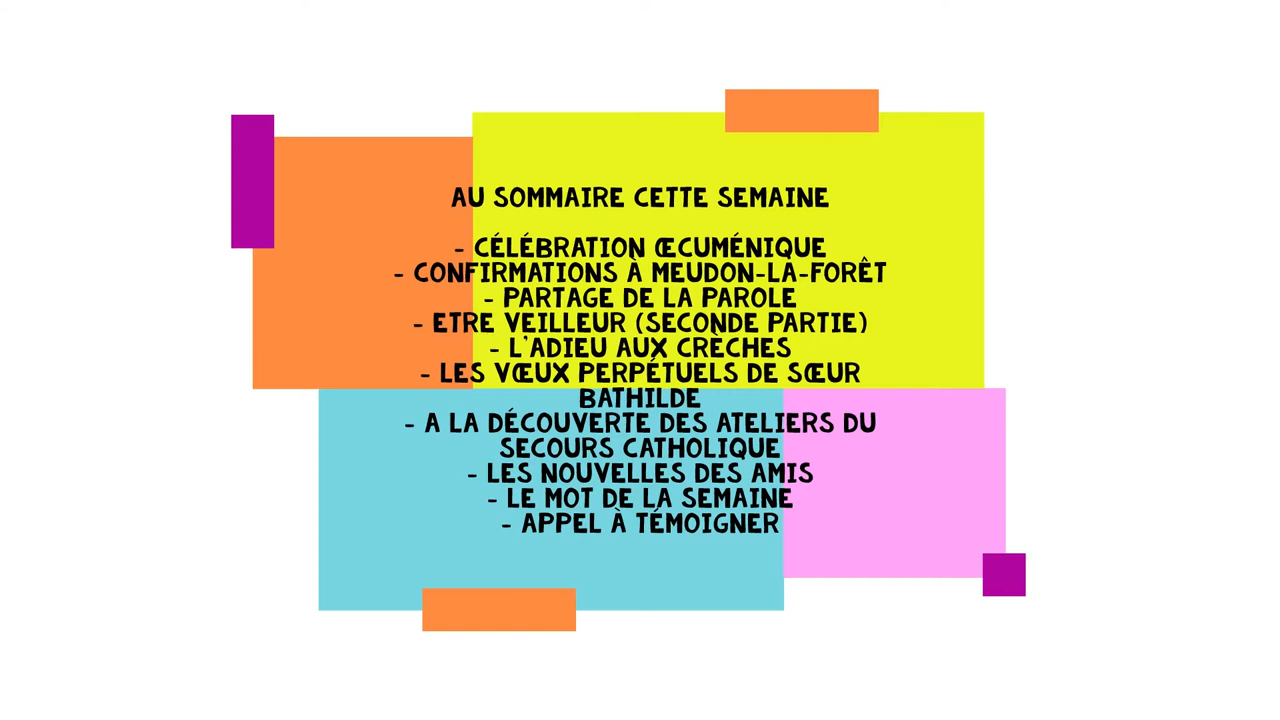 AU SOMMAIRE CETTE SEMAINE
- CÉLÉBRATION ŒCUMÉNIQUE
- CONFIRMATIONS À MEUDON-LA-FORÊT
- PARTAGE DE LA PAROLE
- ETRE VEILLEUR (SECONDE PARTIE)
- L'ADIEU AUX CRÈCHES
- LES VŒUX PERPÉTUELS DE SŒUR
BATHILDE
- A LA DÉCOUVERTE DES ATELIERS DU
SECOURS CATHOLIQUE
- LES NOUVELLES DES AMIS
- LE MOT DE LA SEMAINE
- APPEL À TÉMOIGNER